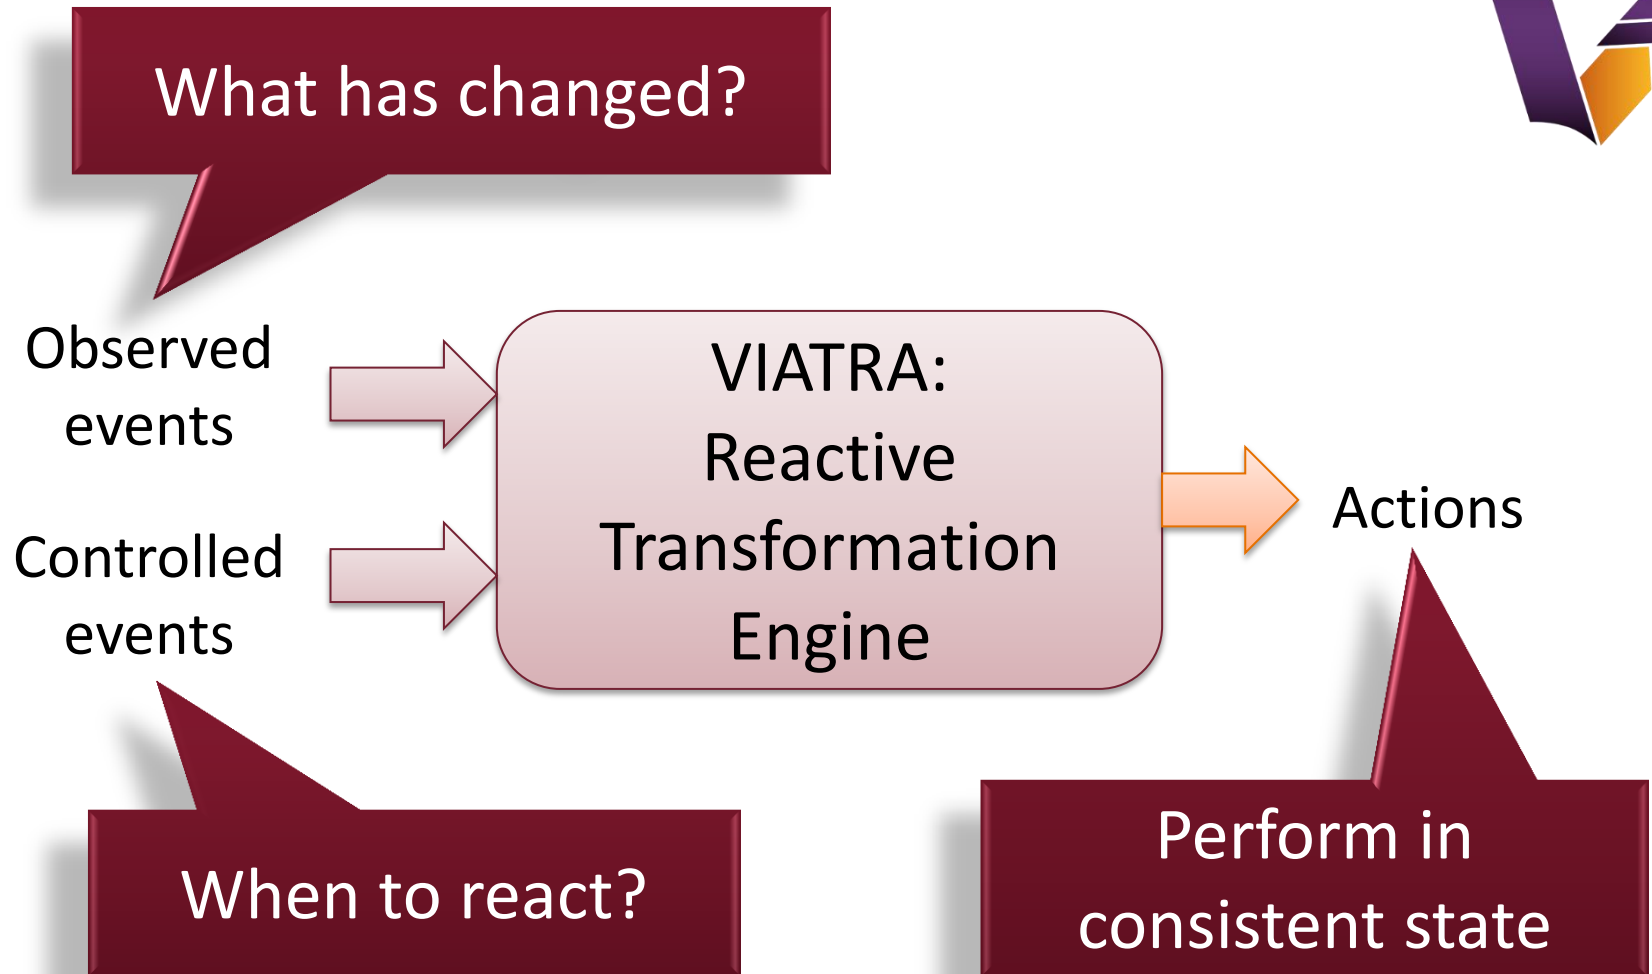 What has changed?
Observed
events
Controlled
events
VIATRA:
Reactive
Transformation
Engine
Actions
When to react?
Perform in
consistent state